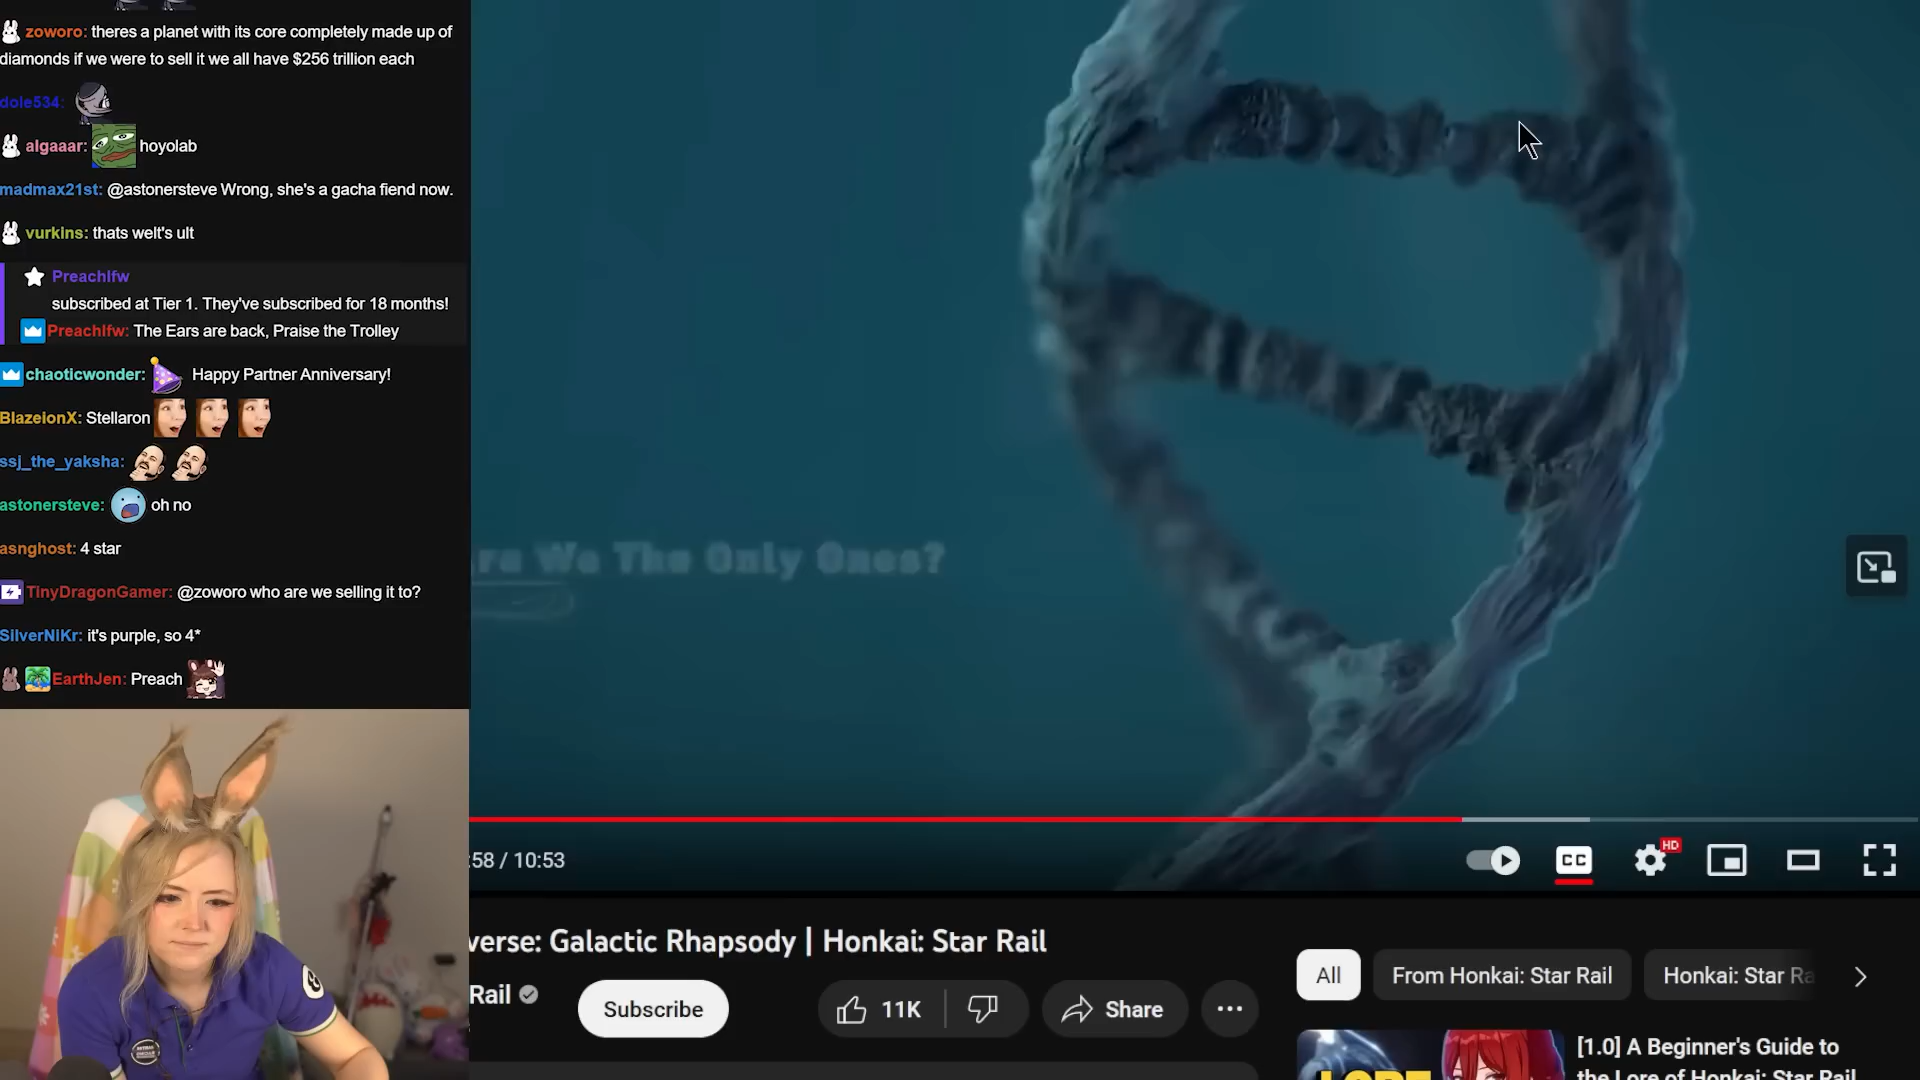 zoworo: theres a planet with its core completely made up of
diamonds if we were to sell it we all have $256 trillion each
dole534:
algaaar: hoyolab
madmax21st: @astonersteve Wrong, she's a gacha fiend now.
vurkins: thats welt's ult
Preachlfw
subscribed at Tier 1. They've subscribed for 18 months!
Preachlfw: The Ears are back, Praise the Trolley
chaoticwonder: Happy Partner Anniversary!
BlazeionX: Stellaron
ssj_the_yaksha:
astonersteve: oh no
asnghost: 4 star
TinyDragonGamer: @zoworo who are we selling it to?
SilverNiKr: it's purple, so 4*
EarthJen: Preach
We The Only Ones?
:58 / 10:53
CC
HD
verse: Galactic Rhapsody | Honkai: Star Rail
Rail
Subscribe
11K
Share
All
From Honkai: Star Rail
Honkai: Star Ra
[1.0] A Beginner's Guide to
the Lore of Honkai: Star Rail
LORE